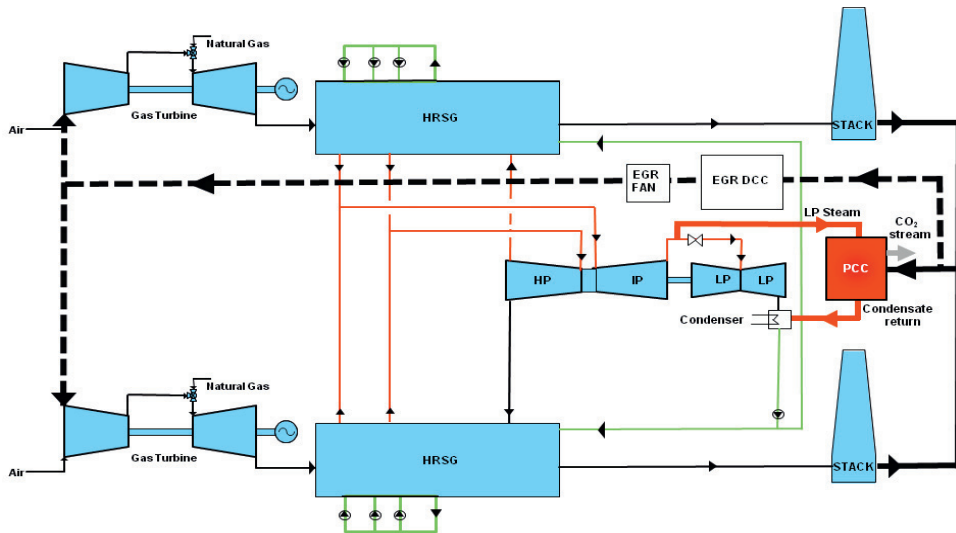 Natural Gas
Gas Turbine
Air
HRSG
STACK
EGR
FAN
EGR DCC
LP Steam
CO₂
stream
HP
IP
LP
LP
PCC
Condenser
Condensate
return
Natural Gas
Gas Turbine
Air
HRSG
STACK